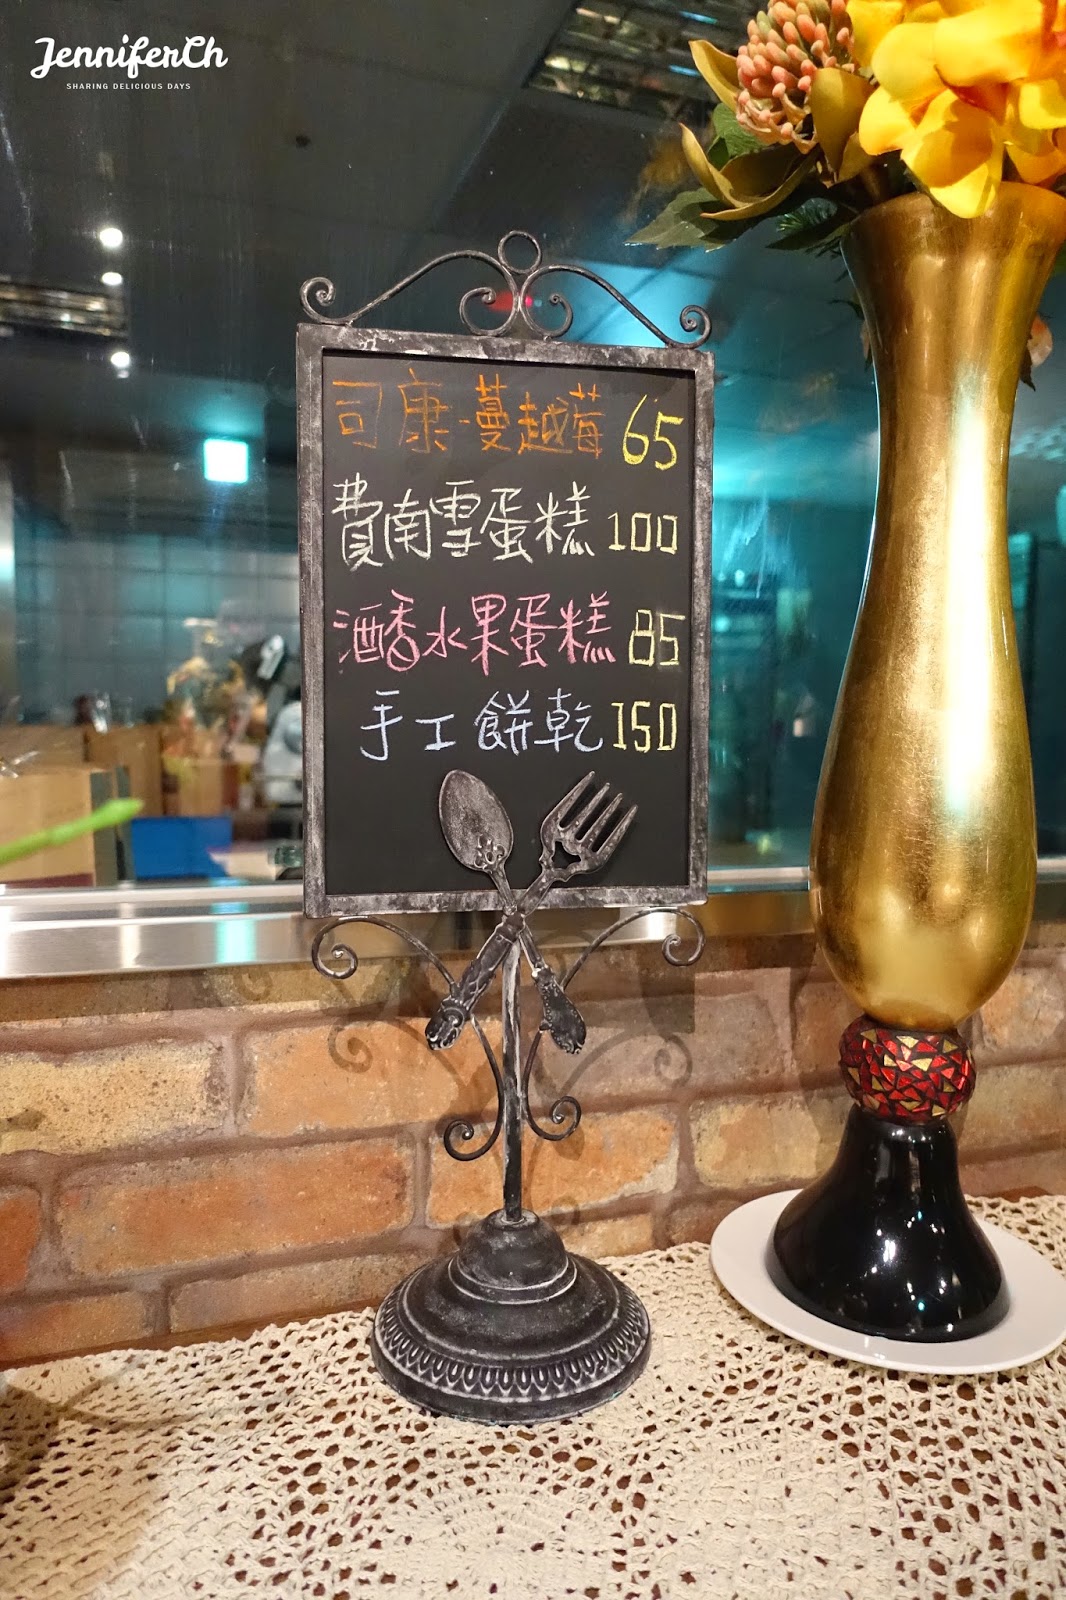 JenniferCh
SHARING DELICIOUS DAYS
司康-蔓越莓 65
費南雪蛋糕 100
酒香水果蛋糕 85
手工餅乾 150